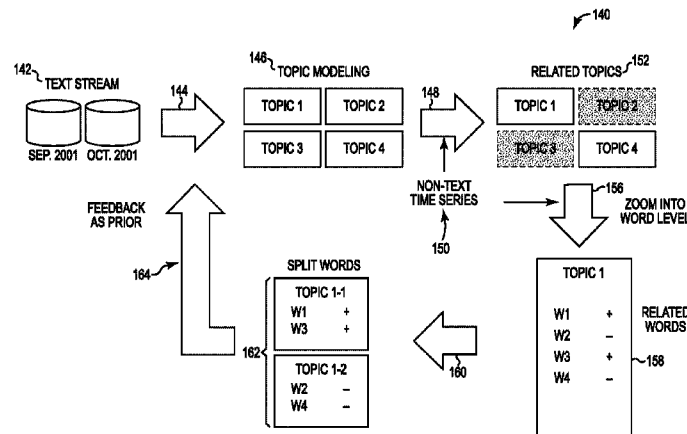 140
142
TEXT STREAM
SEP. 2001 OCT. 2001
144
146
TOPIC MODELING
TOPIC 1 TOPIC 2
TOPIC 3 TOPIC 4
148
RELATED TOPICS
152
TOPIC 1 TOPIC 2
TOPIC 3 TOPIC 4
NON-TEXT
TIME SERIES
150
156
ZOOM INTO
WORD LEVEL
FEEDBACK
AS PRIOR
164
SPLIT WORDS
TOPIC 1-1
W1 +
W3 +
162
TOPIC 1-2
W2 –
W4 –
160
TOPIC 1
W1 +
W2 –
W3 +
W4 –
RELATED
WORDS
158